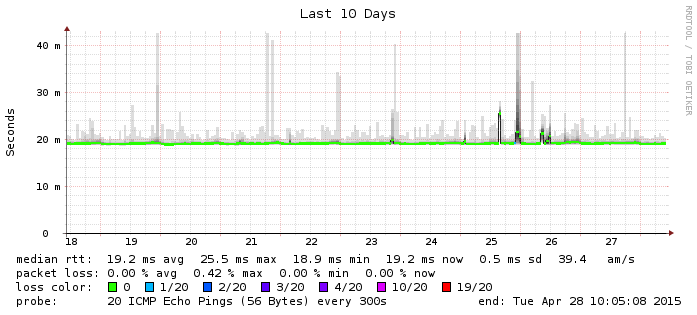 Last 10 Days
RRDTOOL / TOBI OETIKER
Seconds
40 m
30 m
20 m
10 m
0
18 19 20 21 22 23 24 25 26 27
median rtt: 19.2 ms avg 25.5 ms max 18.9 ms min 19.2 ms now 0.5 ms sd 39.4 am/s
packet loss: 0.00 % avg 0.42 % max 0.00 % min 0.00 % now
loss color: 0 1/20 2/20 3/20 4/20 10/20 19/20
probe: 20 ICMP Echo Pings (56 Bytes) every 300s end: Tue Apr 28 10:05:08 2015